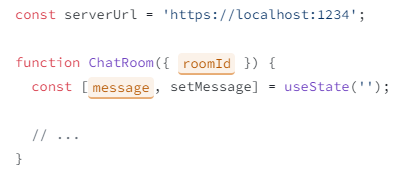 const serverUrl = 'https://localhost:1234';
function ChatRoom({ roomId }) {
const [message, setMessage] = useState('');
// ...
}